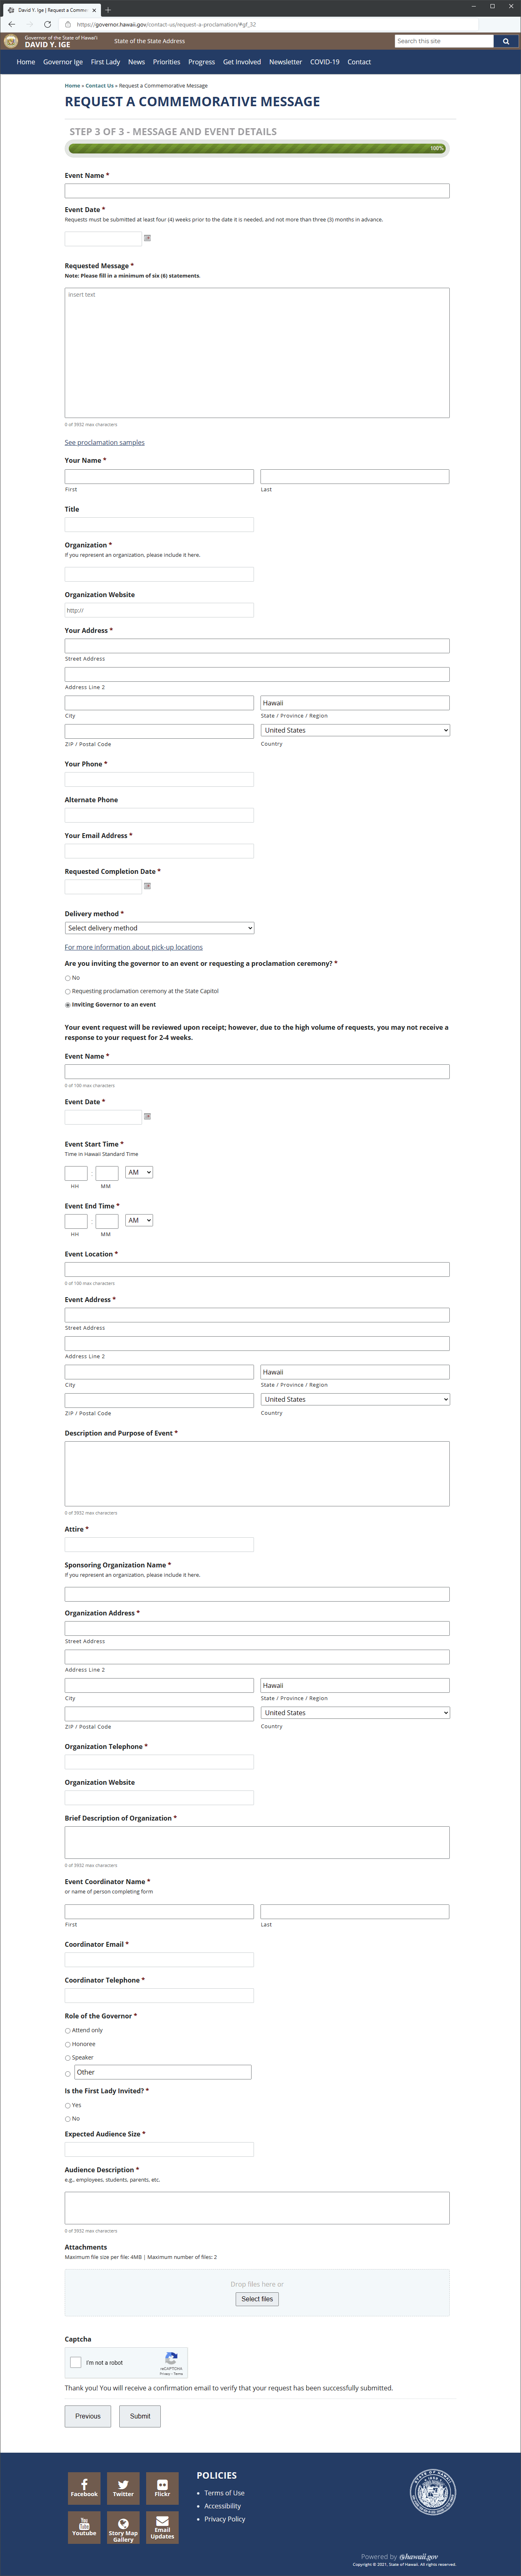 David Y. Ige | Request a Commem
https://governor.hawaii.gov/contact-us/request-a-proclamation/#gf_52
Governor of the State of Hawai'i
DAVID Y. IGE
State of the State Address
Search this site
Home Governor Ige First Lady News Priorities Progress Get Involved Newsletter COVID-19 Contact
Home » Contact Us » Request a Commemorative Message
REQUEST A COMMEMORATIVE MESSAGE
STEP 3 OF 3 - MESSAGE AND EVENT DETAILS
100%
Event Name *
Event Date *
Requests must be submitted at least four (4) weeks prior to the date it is needed, and not more than three (3) months in advance.
Requested Message *
Note: Please fill in a minimum of six (6) statements.
Insert text
0 of 3932 max characters
See proclamation samples
Your Name *
First Last
Title
Organization *
If you represent an organization, please include it here.
Organization Website
http://
Your Address *
Street Address
Address Line 2
Hawaii
City State / Province / Region
United States
ZIP / Postal Code Country
Your Phone *
Alternate Phone
Your Email Address *
Requested Completion Date *
Delivery method *
Select delivery method
For more information about pick-up locations
Are you inviting the governor to an event or requesting a proclamation ceremony? *
No
Requesting proclamation ceremony at the State Capitol
Inviting Governor to an event
Your event request will be reviewed upon receipt; however, due to the high volume of requests, you may not receive a
response to your request for 2-4 weeks.
Event Name *
0 of 100 max characters
Event Date *
Event Start Time *
Time in Hawaii Standard Time
: AM
HH MM
Event End Time *
: AM
HH MM
Event Location *
0 of 100 max characters
Event Address *
Street Address
Address Line 2
Hawaii
City State / Province / Region
United States
ZIP / Postal Code Country
Description and Purpose of Event *
0 of 3932 max characters
Attire *
Sponsoring Organization Name *
If you represent an organization, please include it here.
Organization Address *
Street Address
Address Line 2
Hawaii
City State / Province / Region
United States
ZIP / Postal Code Country
Organization Telephone *
Organization Website
Brief Description of Organization *
0 of 3932 max characters
Event Coordinator Name *
or name of person completing form
First Last
Coordinator Email *
Coordinator Telephone *
Role of the Governor *
Attend only
Honoree
Speaker
Other
Is the First Lady Invited? *
Yes
No
Expected Audience Size *
Audience Description *
e.g., employees, students, parents, etc.
0 of 3932 max characters
Attachments
Maximum file size per file: 4MB | Maximum number of files: 2
Drop files here or
Select files
Captcha
I'm not a robot
reCAPTCHA
Privacy - Terms
Thank you! You will receive a confirmation email to verify that your request has been successfully submitted.
Previous Submit
Facebook Twitter Flickr
Youtube Story Map Gallery Email Updates
POLICIES
Terms of Use
Accessibility
Privacy Policy
Powered by ehawaii.gov
Copyright © 2021, State of Hawaii. All rights reserved.